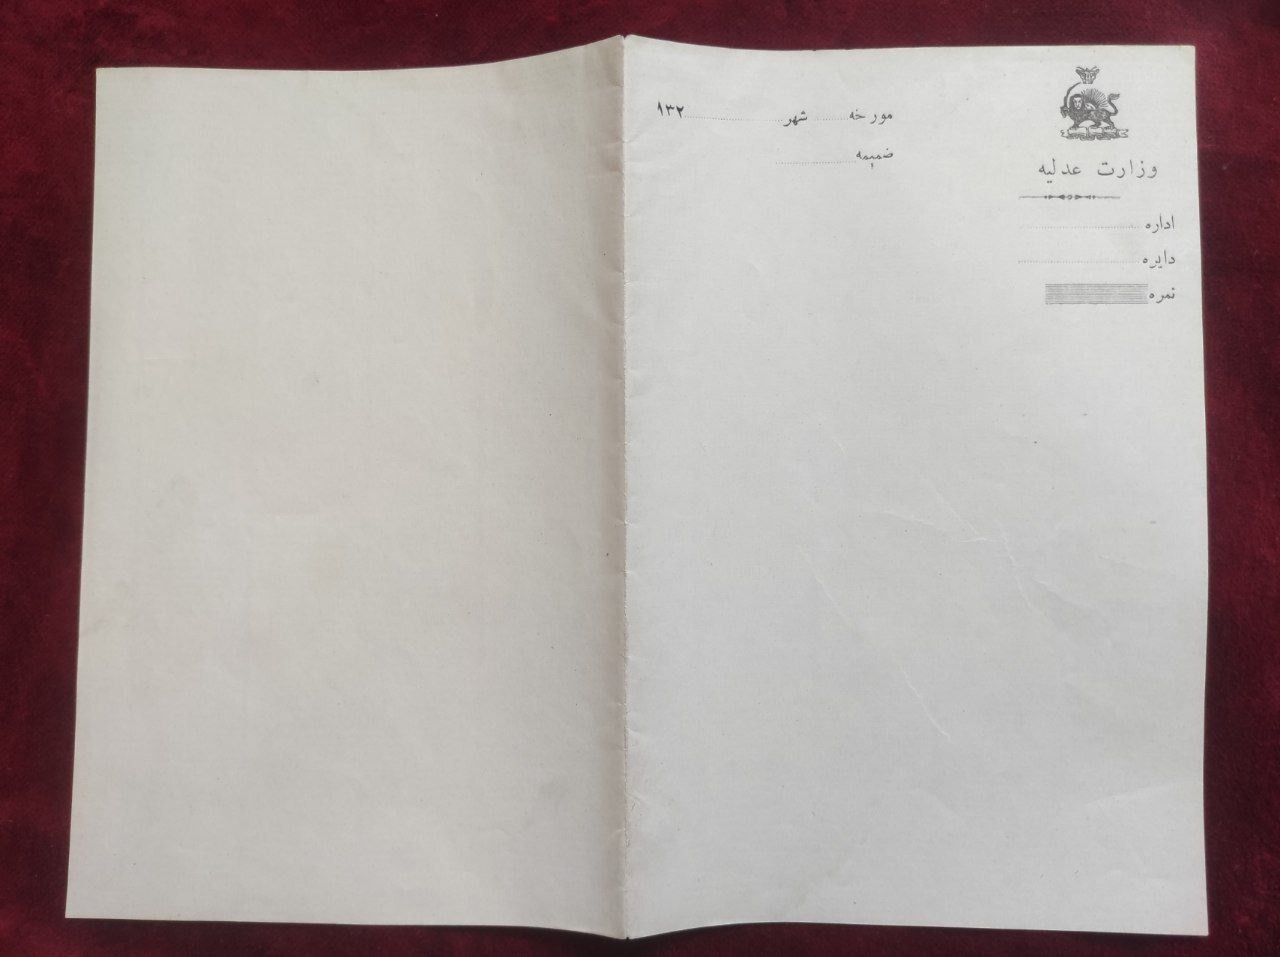 وزارت عدلیه
اداره
دایره
نمره
مورخه شهر ۱۳۲
ضمیمه